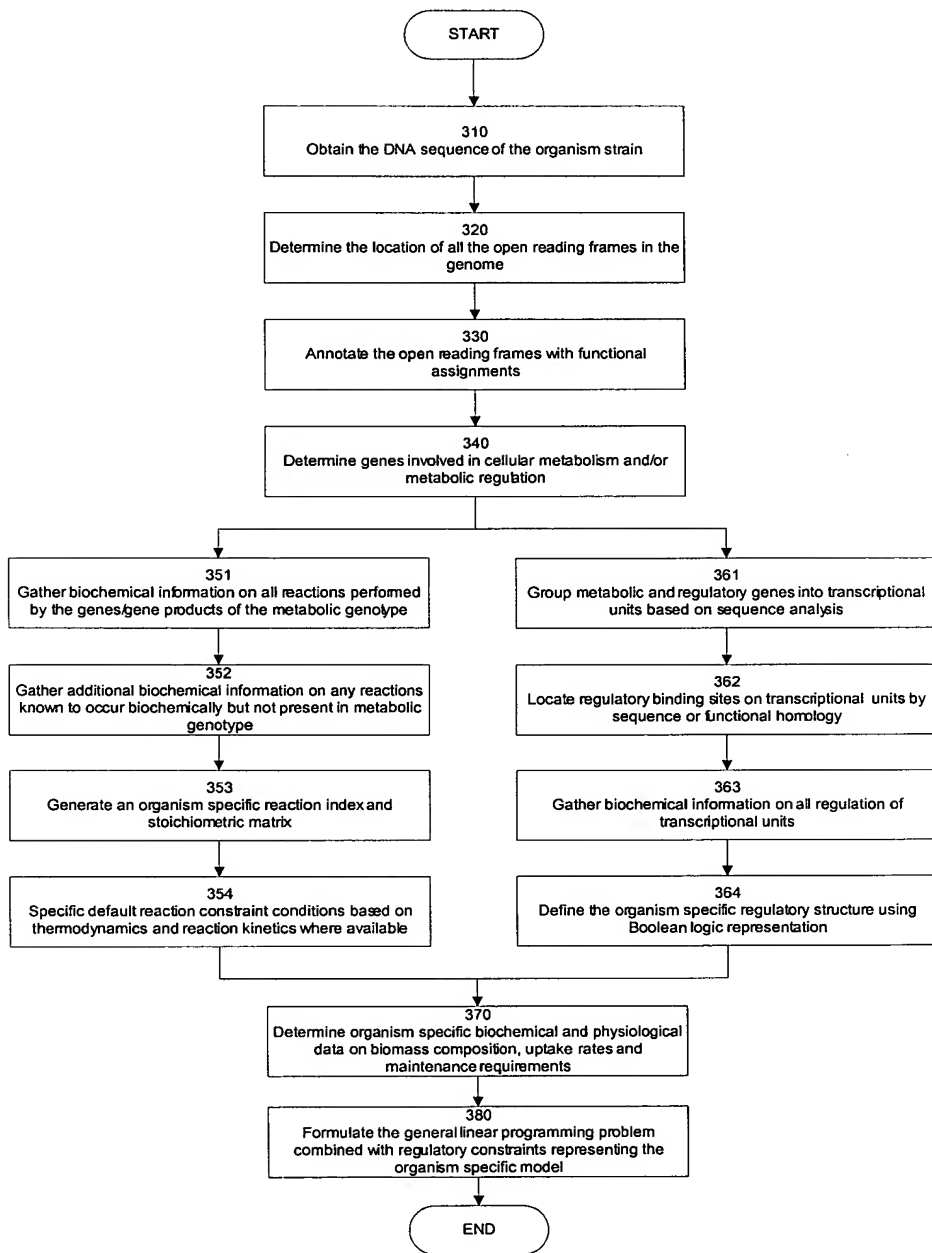 START
310
Obtain the DNA sequence of the organism strain
320
Determine the location of all the open reading frames in the
genome
330
Annotate the open reading frames with functional
assignments
340
Determine genes involved in cellular metabolism and/or
metabolic regulation
351
Gather biochemical information on all reactions performed
by the genes/gene products of the metabolic genotype
352
Gather additional biochemical information on any reactions
known to occur biochemically but not present in metabolic
genotype
353
Generate an organism specific reaction index and
stoichiometric matrix
354
Specific default reaction constraint conditions based on
thermodynamics and reaction kinetics where available
361
Group metabolic and regulatory genes into transcriptional
units based on sequence analysis
362
Locate regulatory binding sites on transcriptional units by
sequence or functional homology
363
Gather biochemical information on all regulation of
transcriptional units
364
Define the organism specific regulatory structure using
Boolean logic representation
370
Determine organism specific biochemical and physiological
data on biomass composition, uptake rates and
maintenance requirements
380
Formulate the general linear programming problem
combined with regulatory constraints representing the
organism specific model
END